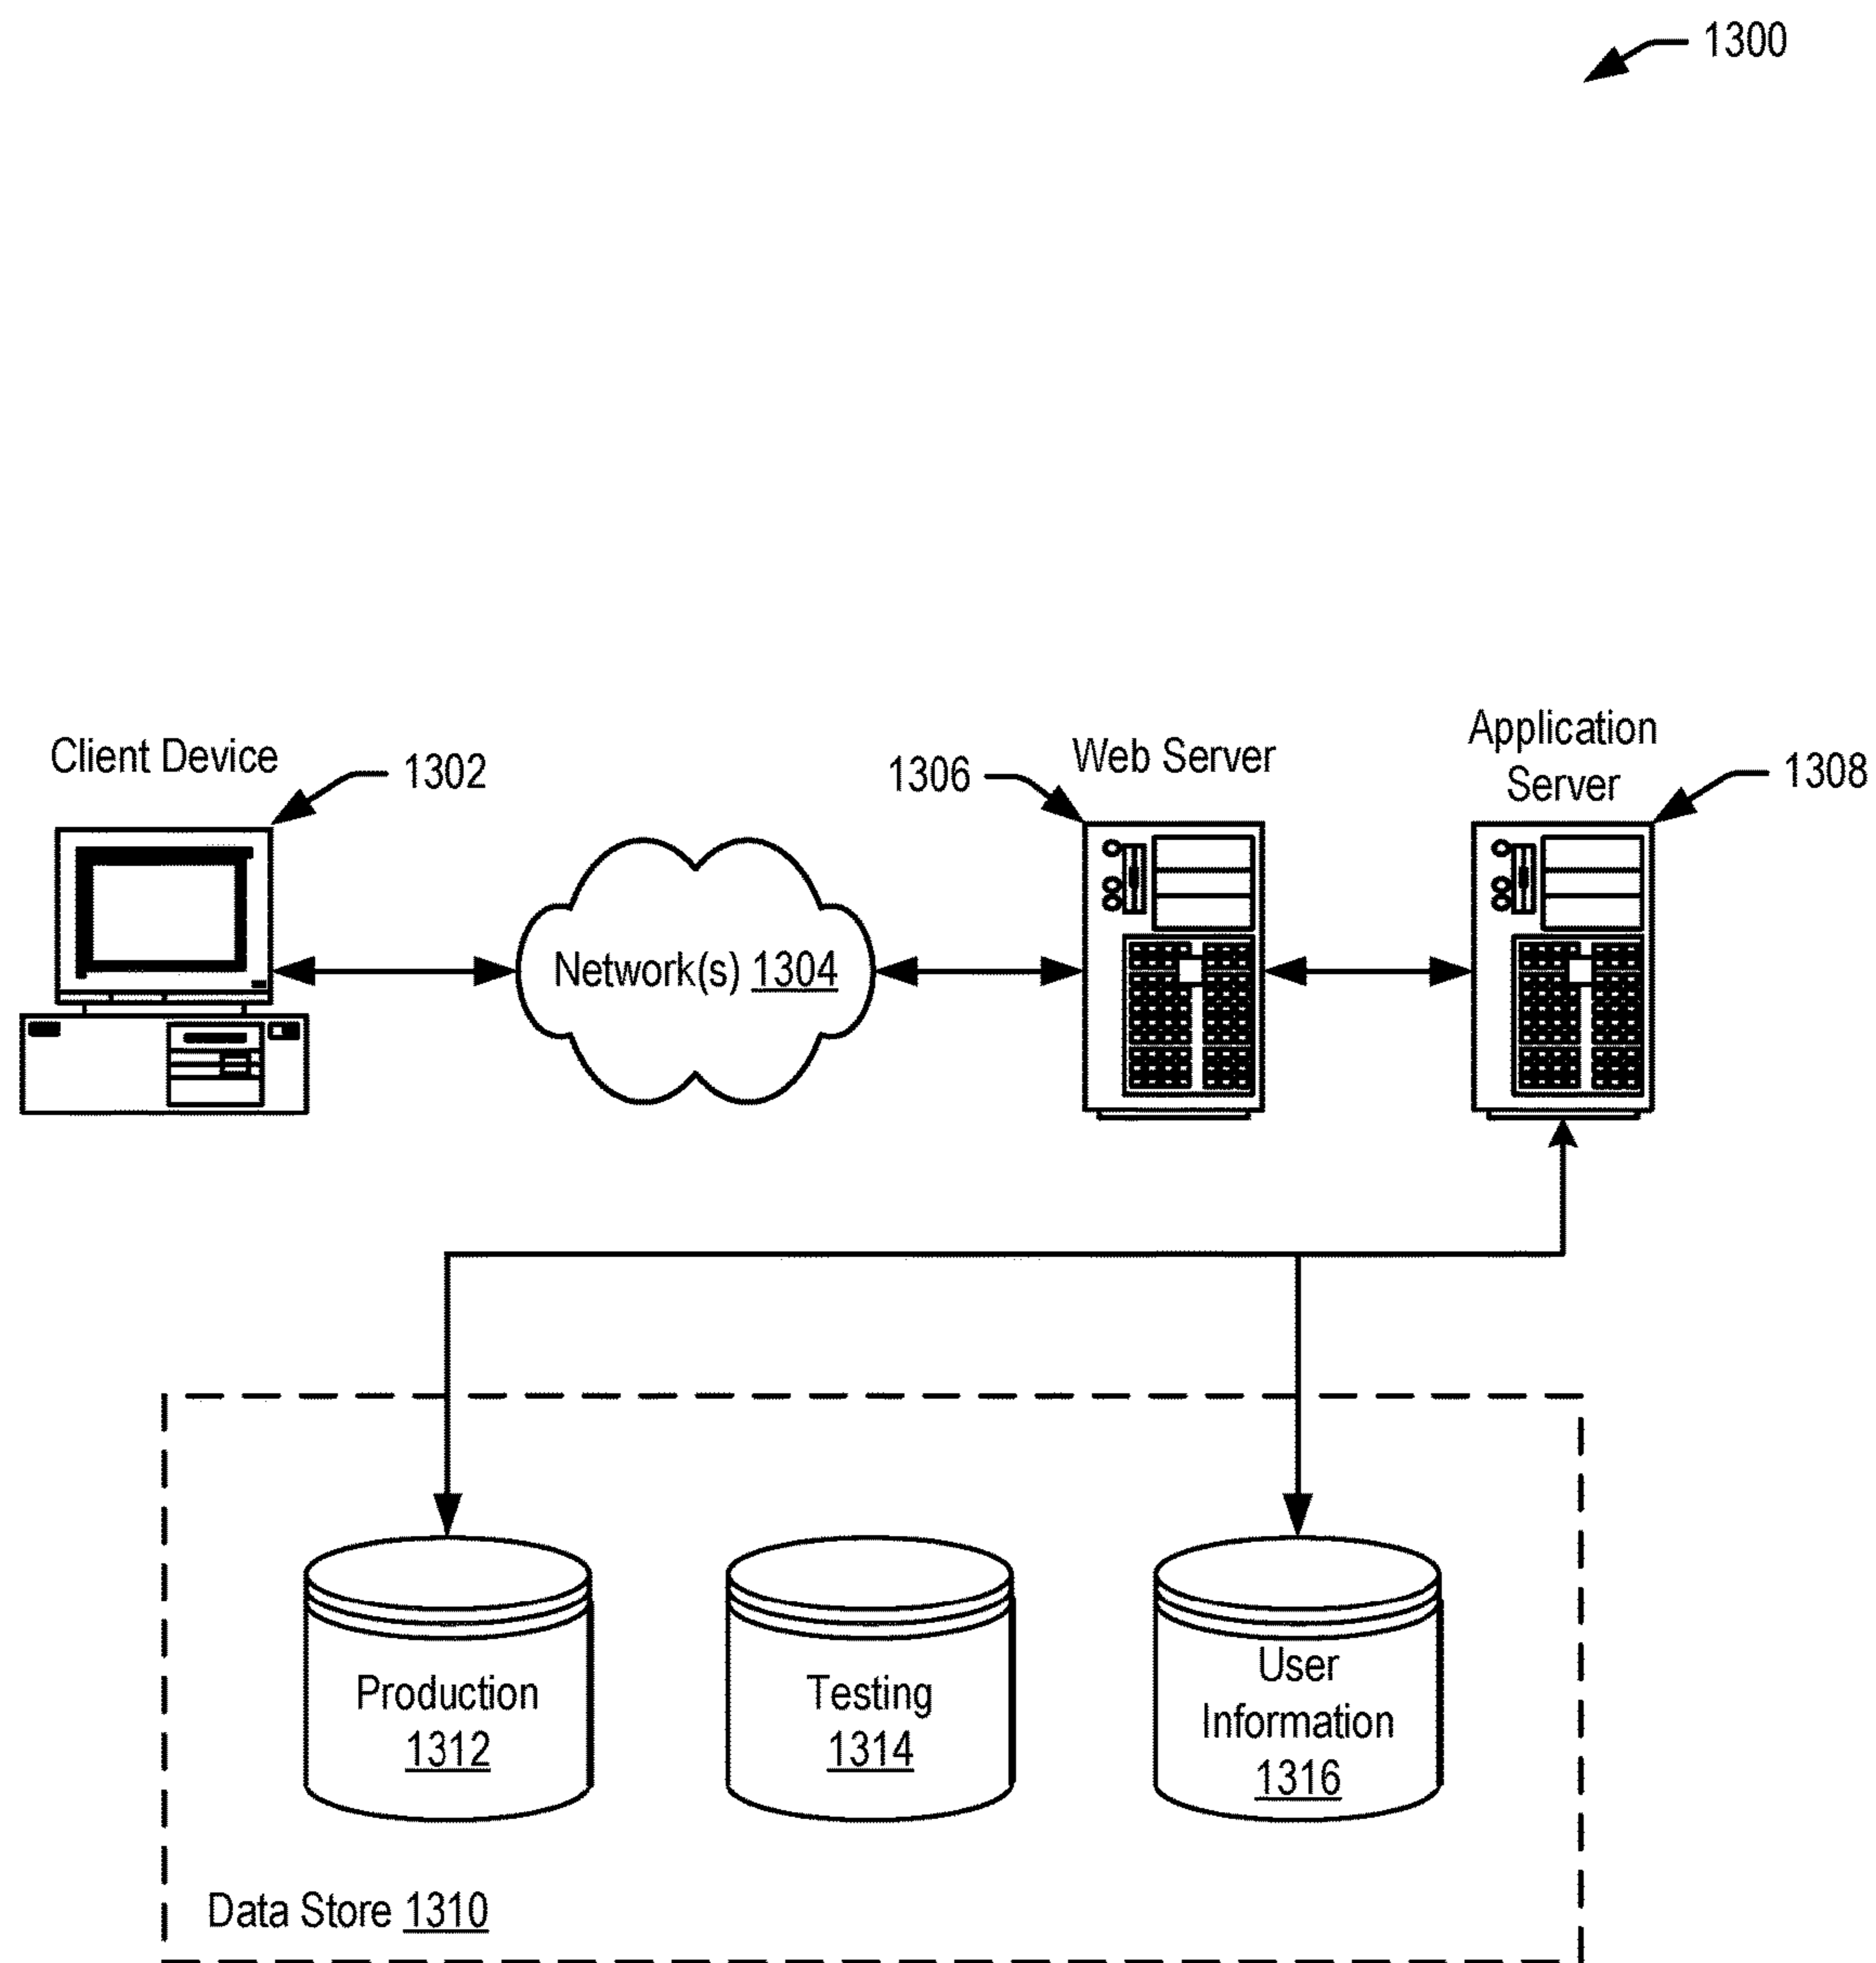 1300
Client Device
1302
1306
Web Server
Application
Server
1308
Network(s) 1304
Production
1312
Testing
1314
User
Information
1316
Data Store 1310